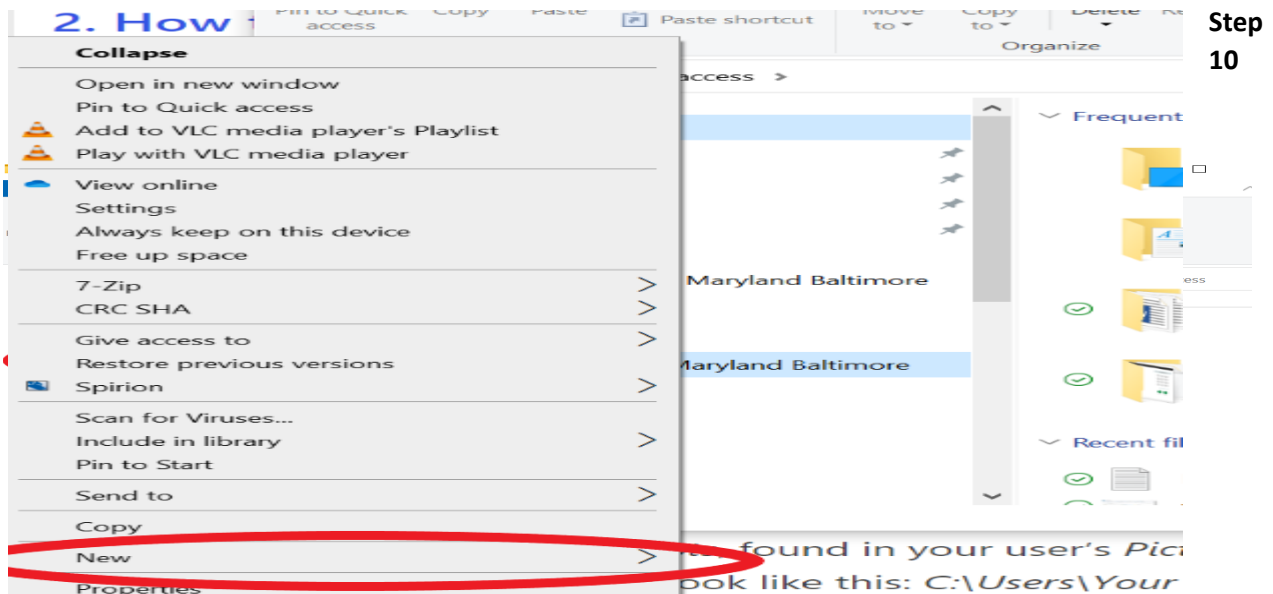 2. How
Pin to Quick access
Copy
Paste
Paste shortcut
Move to
Copy to
Delete
Organize
Step 10
Collapse
Open in new window
Pin to Quick access
Add to VLC media player's Playlist
Play with VLC media player
View online
Settings
Always keep on this device
Free up space
7-Zip
CRC SHA
Give access to
Restore previous versions
Spirion
Scan for Viruses...
Include in library
Pin to Start
Send to
Copy
New
Properties
access >
Frequent
Maryland Baltimore
Maryland Baltimore
Recent
found in your user's
look like this: C:\Users\Your